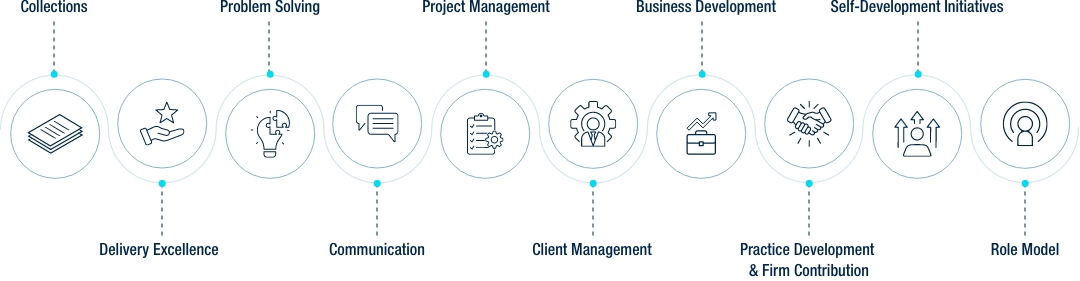 Collections
Problem Solving
Project Management
Business Development
Self-Development Initiatives
Delivery Excellence
Communication
Client Management
Practice Development
& Firm Contribution
Role Model